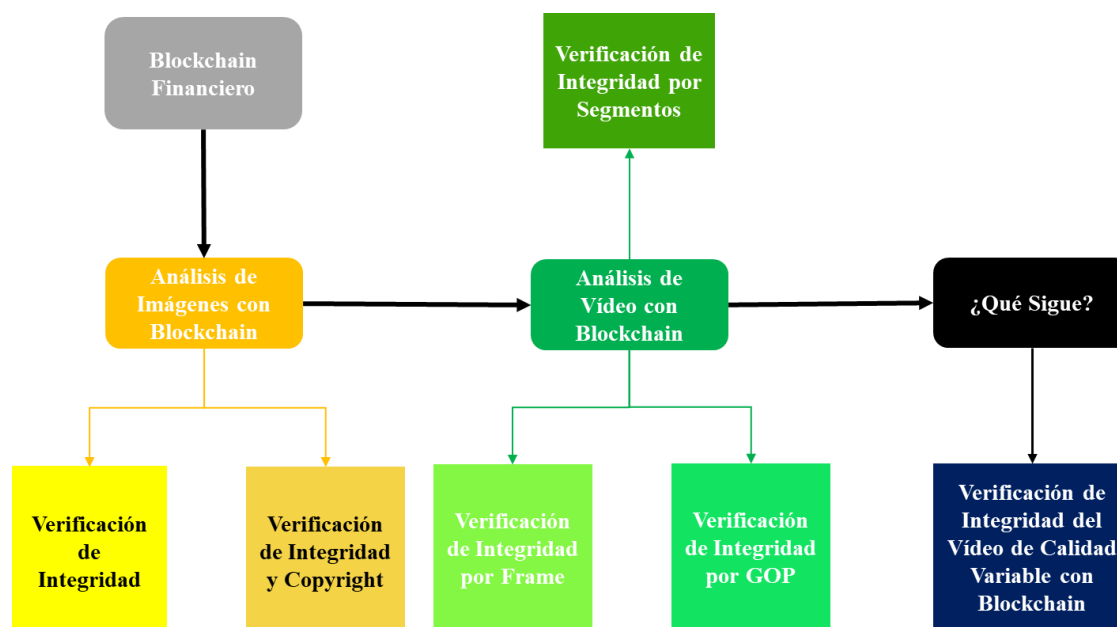 Blockchain
Financiero
Verificación de
Integridad por
Segmentos
Análisis de
Imágenes con
Blockchain
Análisis de
Vídeo con
Blockchain
¿Qué Sigue?
Verificación
de
Integridad
Verificación
de Integridad
y Copyright
Verificación
de Integridad
por Frame
Verificación
de Integridad
por GOP
Verificación de
Integridad del
Vídeo de Calidad
Variable con
Blockchain